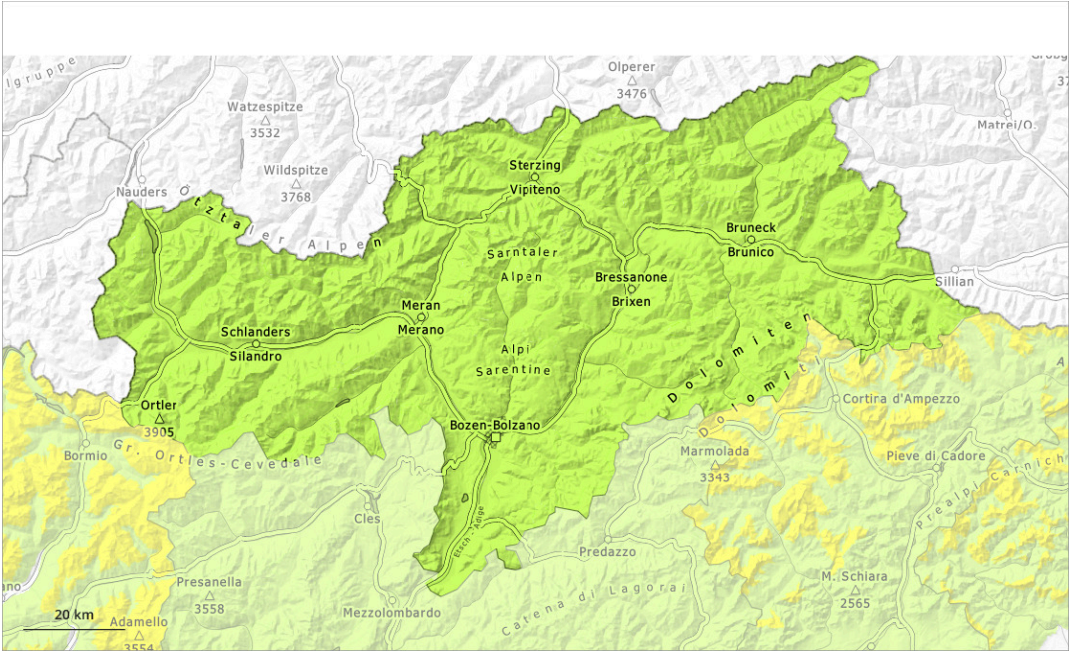 lgruppe
Olperer
3476
Watzespitze
3532
Matrei/O.
Sterzing
Vipiteno
Wildspitze
3768
Nauders
Ötztaler Alpen
Bruneck
Brunico
Sarntaler
Alpen
Bressanone
Brixen
Sillian
Meran
Merano
Schlanders
Silandro
Alpi
Sarentine
Dolomiten
Dolomiti
Ortler
3905
Cortina d'Ampezzo
Bozen-Bolzano
Gr. Ortles-Cevedale
Bormio
Marmolada
3343
Pieve di Cadore
Prealpi Carnich
Cles
Etsch - Adige
Predazzo
Presanella
3558
M. Schiara
2565
ano
Mezzolombardo
Catena di Lagorai
20 km
Adamello
3554